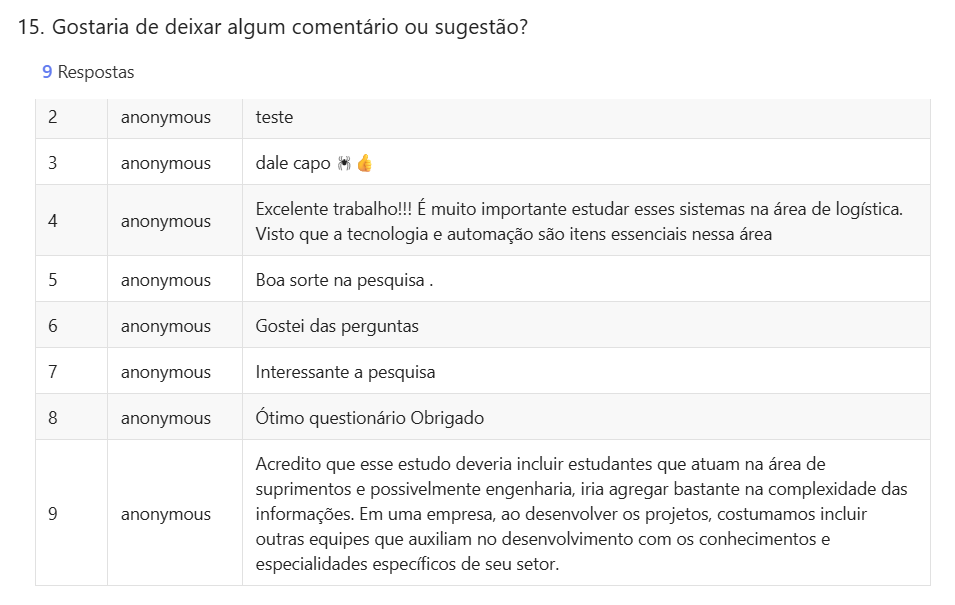 15. Gostaria de deixar algum comentário ou sugestão?
9 Respostas
2 anonymous teste
3 anonymous dale capo 🕷️👍
4 anonymous Excelente trabalho!!! É muito importante estudar esses sistemas na área de logística.
Visto que a tecnologia e automação são itens essenciais nessa área
5 anonymous Boa sorte na pesquisa .
6 anonymous Gostei das perguntas
7 anonymous Interessante a pesquisa
8 anonymous Ótimo questionário Obrigado
9 anonymous Acredito que esse estudo deveria incluir estudantes que atuam na área de
suprimentos e possivelmente engenharia, iria agregar bastante na complexidade das
informações. Em uma empresa, ao desenvolver os projetos, costumamos incluir
outras equipes que auxiliam no desenvolvimento com os conhecimentos e
especialidades específicos de seu setor.